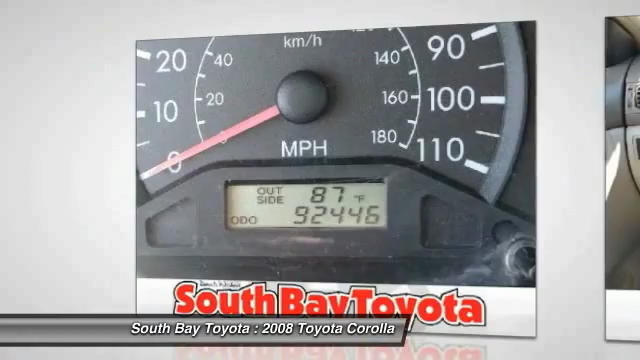 km/h
20 40 140 90
10 20 160 100
0 180 110
MPH
OUT SIDE 87 °F
ODO 92446
South Bay Toyota
South Bay Toyota : 2008 Toyota Corolla